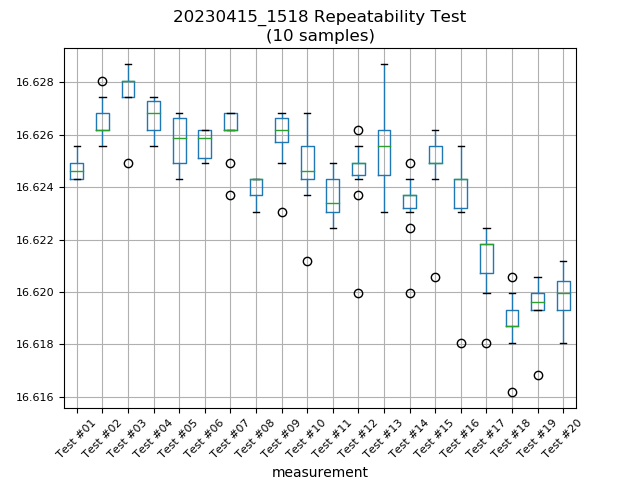 20230415_1518 Repeatability Test
(10 samples)
16.628
16.626
16.624
16.622
16.620
16.618
16.616
Test #01
Test #02
Test #03
Test #04
Test #05
Test #06
Test #07
Test #08
Test #09
Test #10
Test #11
Test #12
Test #13
Test #14
Test #15
Test #16
Test #17
Test #18
Test #19
Test #20
measurement